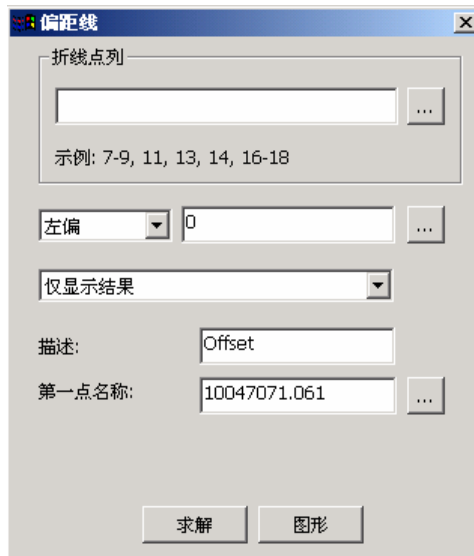 偏距线
折线点列
...
示例: 7-9, 11, 13, 14, 16-18
左偏 0 ...
仅显示结果
描述: Offset
第一点名称: 10047071.061 ...
求解 图形